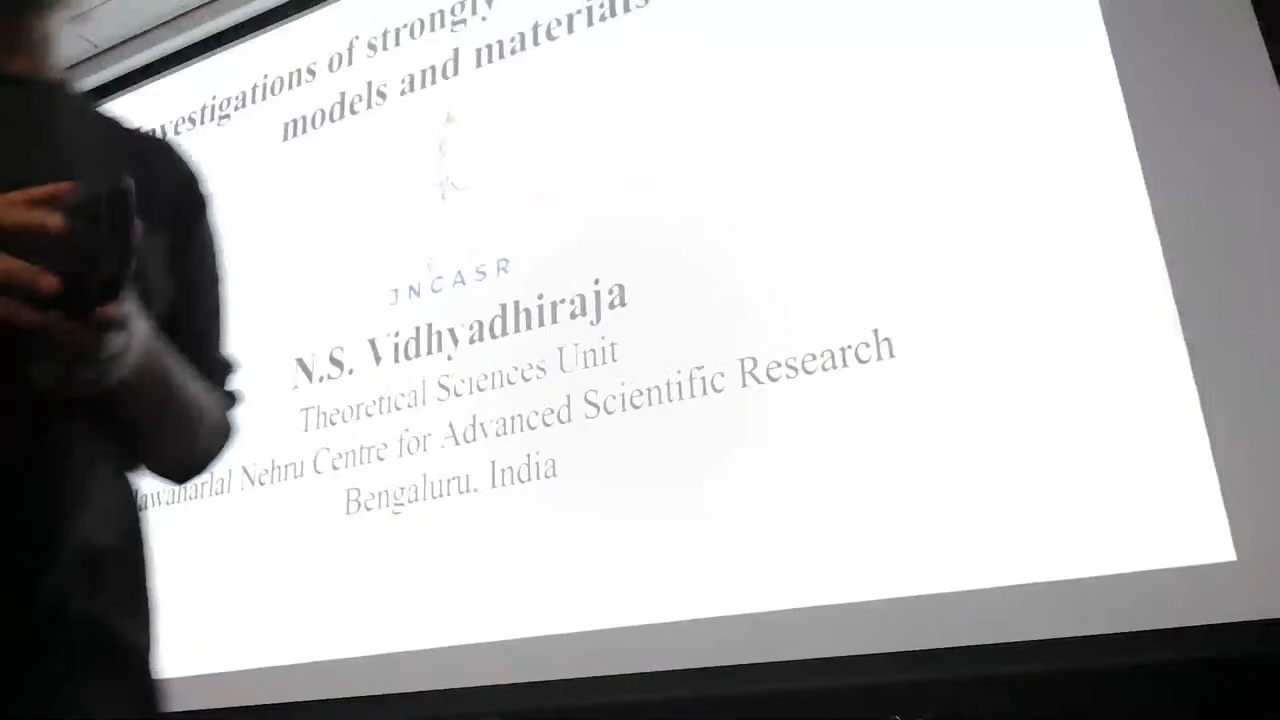 Investigations of strongly
models and materials
JNCASR
N.S. Vidhyadhiraja
Theoretical Sciences Unit
Jawaharlal Nehru Centre for Advanced Scientific Research
Bengaluru, India